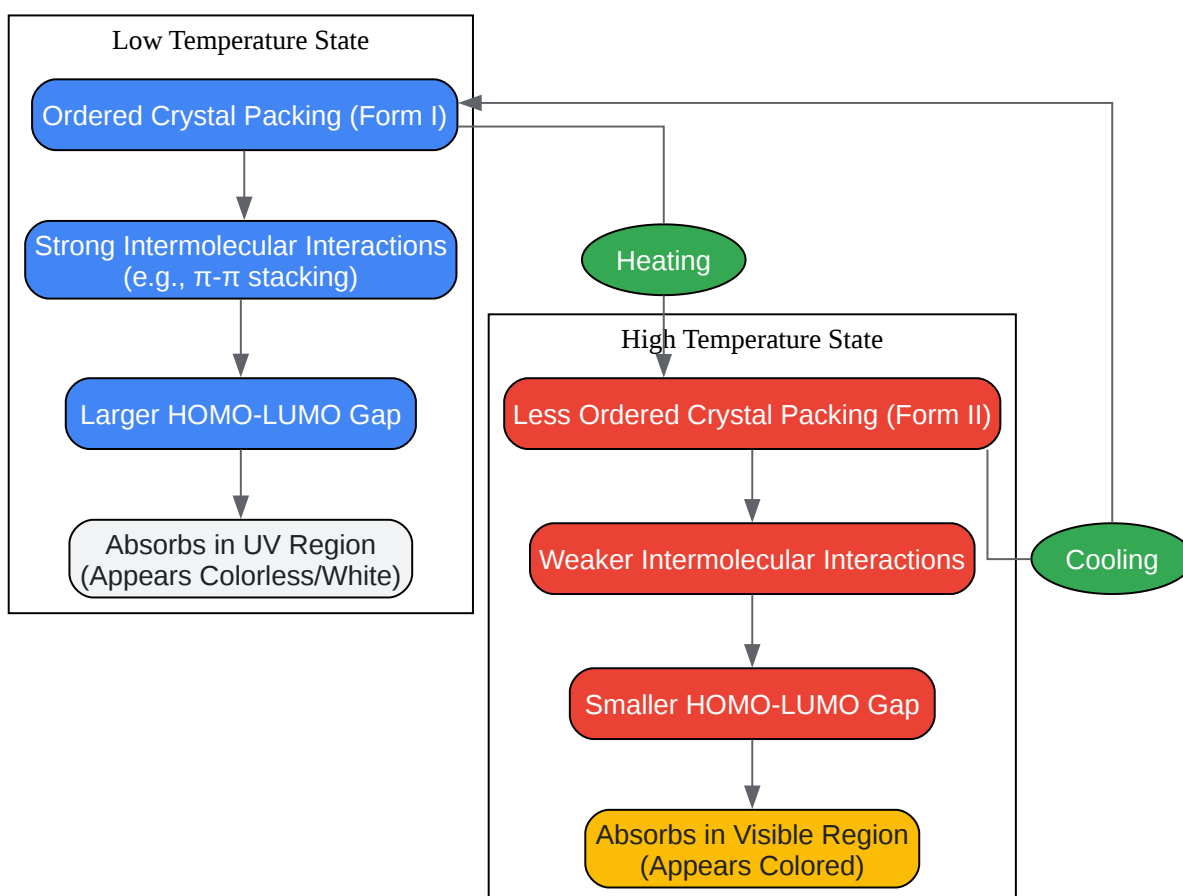 Low Temperature State
Ordered Crystal Packing (Form I)
Strong Intermolecular Interactions
(e.g., π-π stacking)
Larger HOMO-LUMO Gap
Absorbs in UV Region
(Appears Colorless/White)
Heating
High Temperature State
Less Ordered Crystal Packing (Form II)
Weaker Intermolecular Interactions
Smaller HOMO-LUMO Gap
Absorbs in Visible Region
(Appears Colored)
Cooling